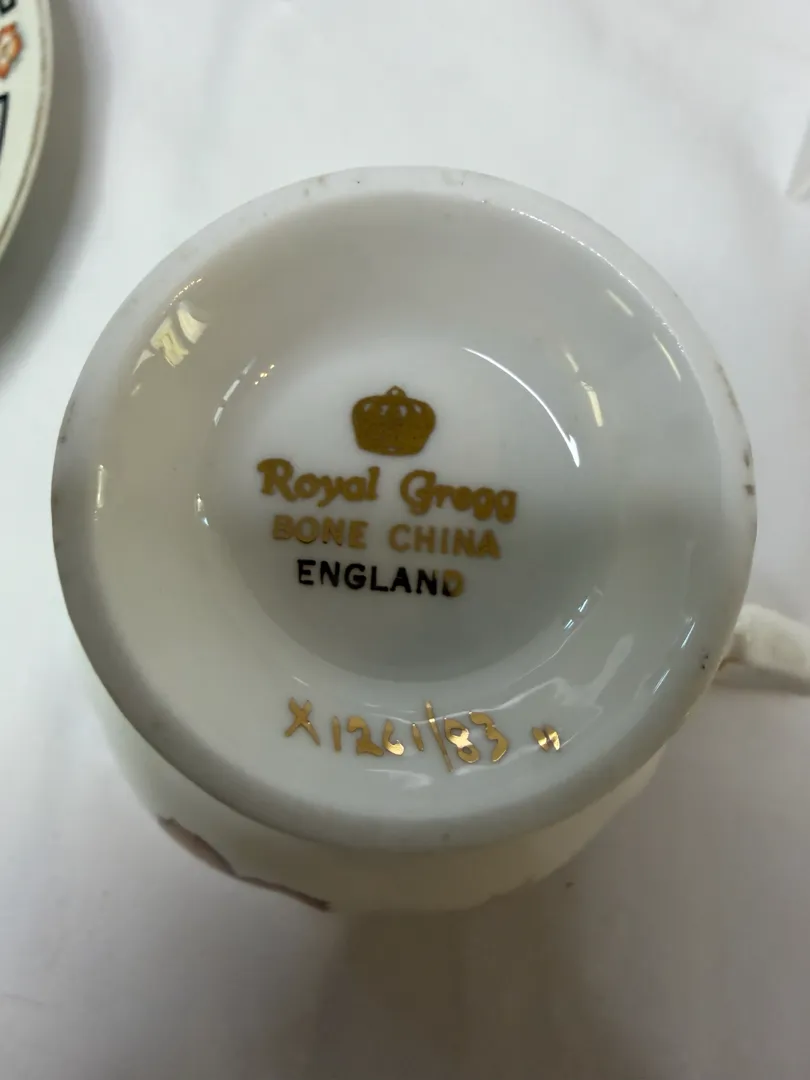 Royal Gregg
BONE CHINA
ENGLAND
X1261/83 "